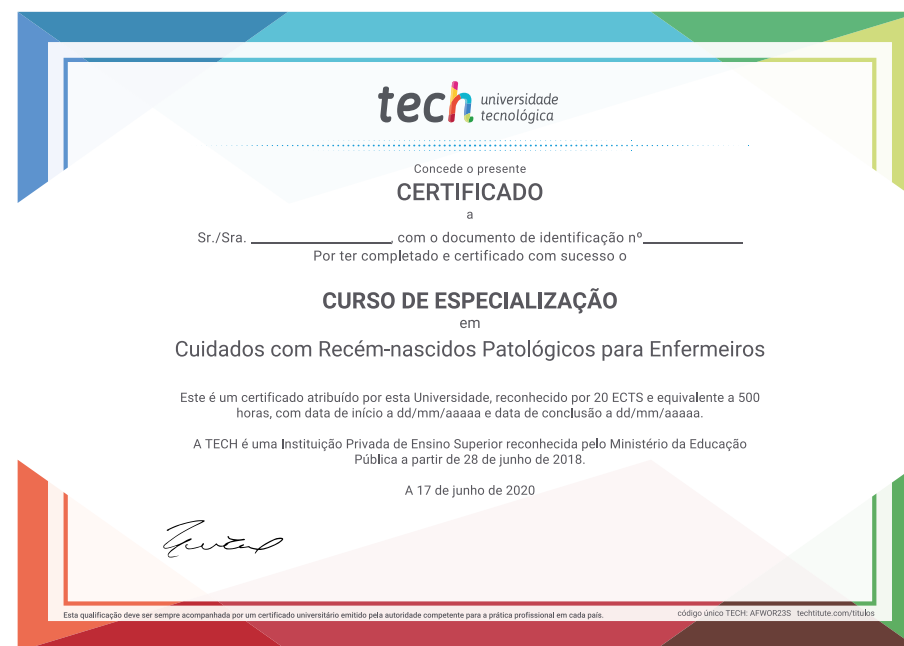 tech universidade
tecnológica
Concede o presente
CERTIFICADO
a
Sr./Sra. ____________________, com o documento de identificação nº______________
Por ter completado e certificado com sucesso o
CURSO DE ESPECIALIZAÇÃO
em
Cuidados com Recém-nascidos Patológicos para Enfermeiros
Este é um certificado atribuído por esta Universidade, reconhecido por 20 ECTS e equivalente a 500
horas, com data de início a dd/mm/aaaaa e data de conclusão a dd/mm/aaaaa.
A TECH é uma Instituição Privada de Ensino Superior reconhecida pelo Ministério da Educação
Pública a partir de 28 de junho de 2018.
A 17 de junho de 2020
Esta qualificação deve ser sempre acompanhada por um certificado universitário emitido pela autoridade competente para a prática profissional em cada país.
código único TECH: AFWOR23S techtitute.com/titulos